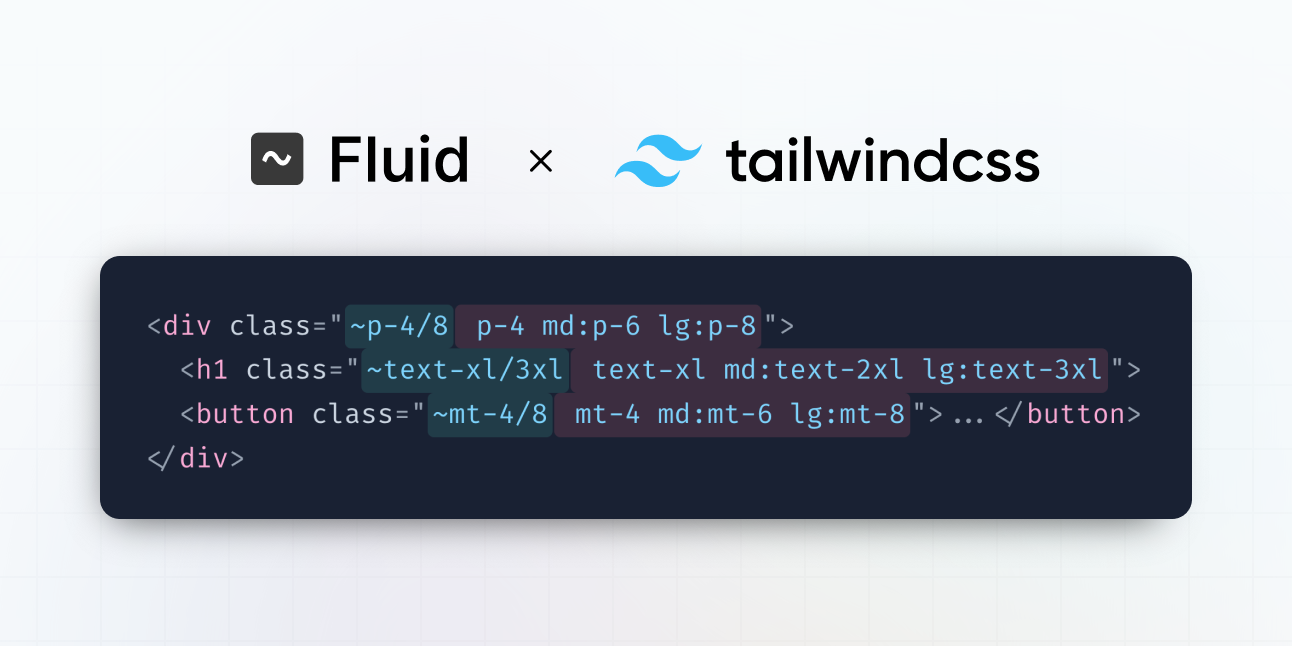 ~ Fluid × tailwindcss
<div class="~p-4/8 p-4 md:p-6 lg:p-8">
<h1 class="~text-xl/3xl text-xl md:text-2xl lg:text-3xl">
<button class="~mt-4/8 mt-4 md:mt-6 lg:mt-8">...</button>
</div>